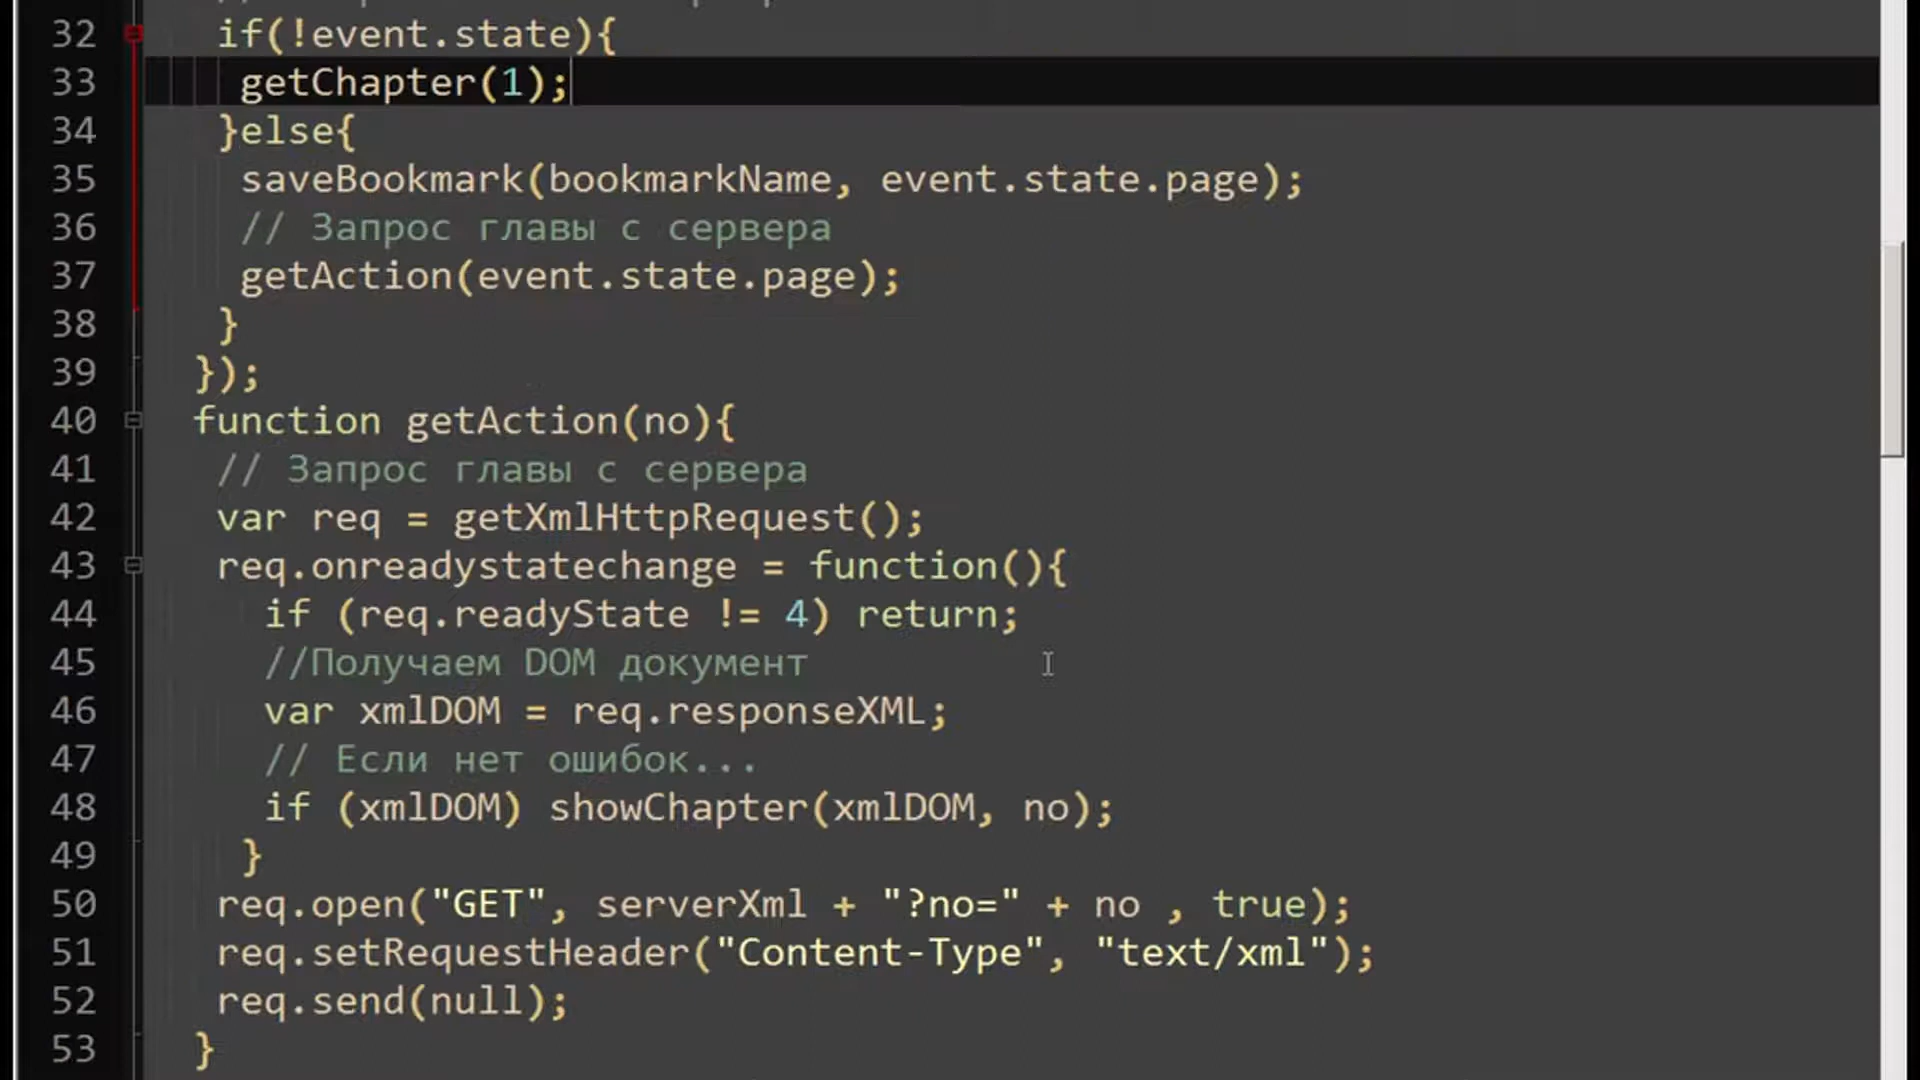 32 if(!event.state){
33 getChapter(1);
34 }else{
35 saveBookmark(bookmarkName, event.state.page);
36 // Запрос главы с сервера
37 getAction(event.state.page);
38 }
39 });
40 function getAction(no){
41 // Запрос главы с сервера
42 var req = getXmlHttpRequest();
43 req.onreadystatechange = function(){
44 if (req.readyState != 4) return;
45 //Получаем DOM документ
46 var xmlDOM = req.responseXML;
47 // Если нет ошибок...
48 if (xmlDOM) showChapter(xmlDOM, no);
49 }
50 req.open("GET", serverXml + "?no=" + no , true);
51 req.setRequestHeader("Content-Type", "text/xml");
52 req.send(null);
53 }